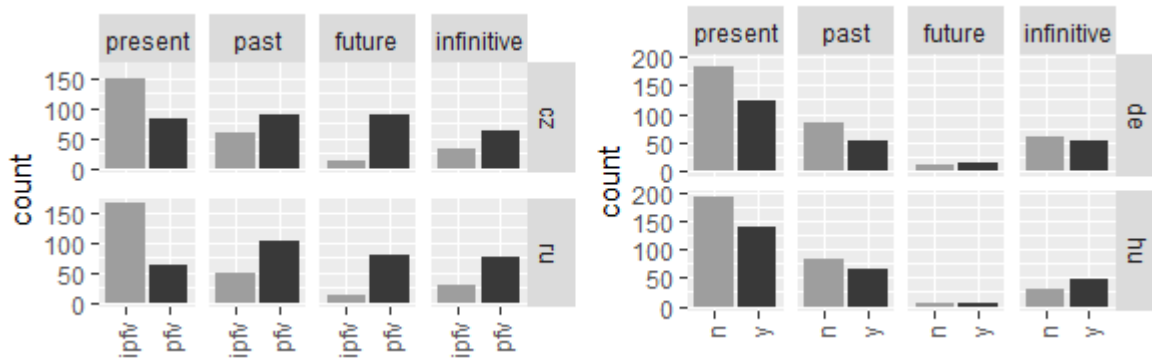 present past future infinitive
count
150
100
50
0
cz
150
100
50
0
ru
ipfv pfv ipfv pfv ipfv pfv ipfv pfv
present past future infinitive
count
200
150
100
50
0
de
200
150
100
50
0
hu
n y n y n y n y